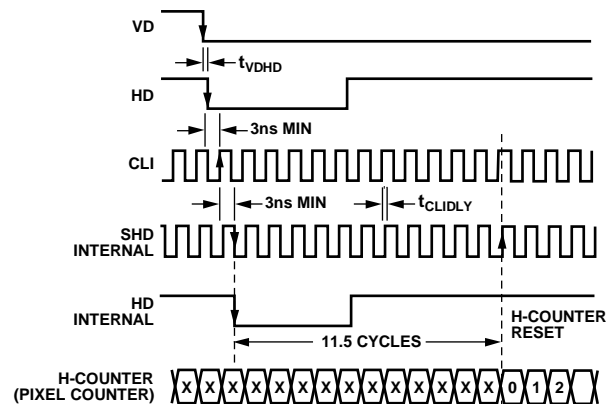 VD
tVDHD
HD
3ns MIN
CLI
3ns MIN
tCLIDLY
SHD
INTERNAL
HD
INTERNAL
H-COUNTER
RESET
11.5 CYCLES
H-COUNTER
(PIXEL COUNTER)
X X X X X X X X X X X X X X 0 1 2